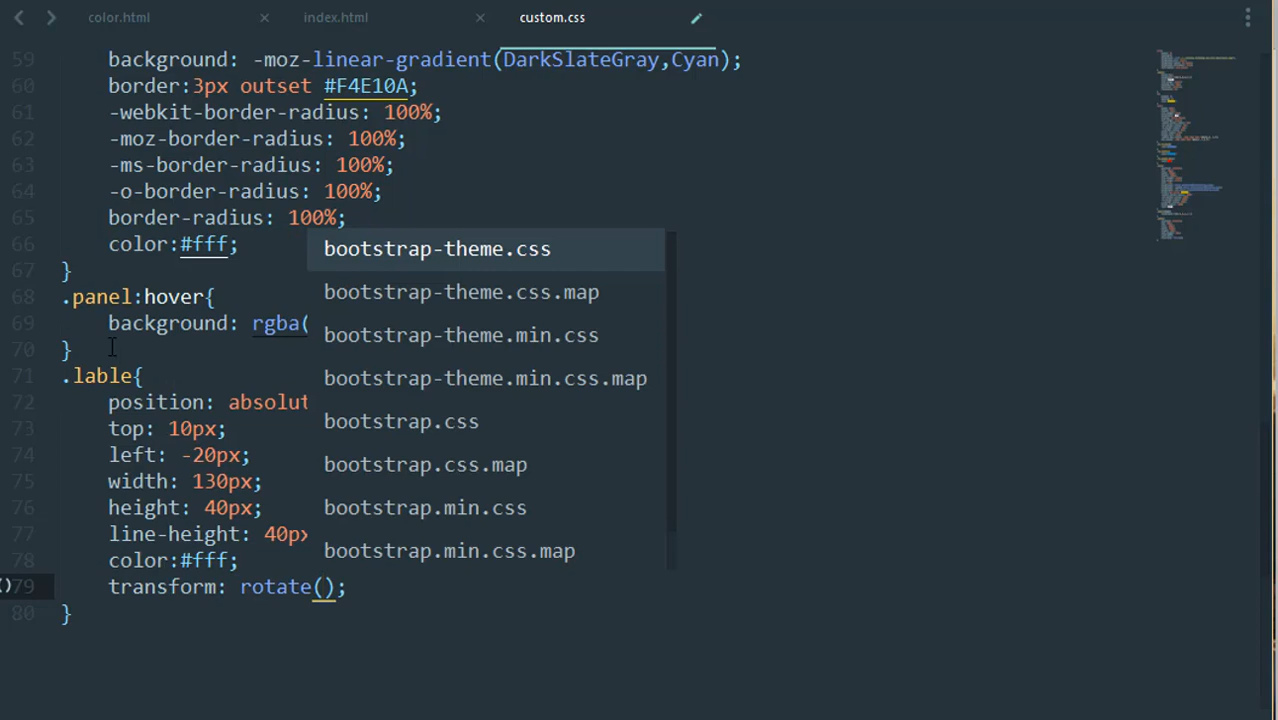 color.html index.html custom.css
59 background: -moz-linear-gradient(DarkSlateGray,Cyan);
60 border:3px outset #F4E10A;
61 -webkit-border-radius: 100%;
62 -moz-border-radius: 100%;
63 -ms-border-radius: 100%;
64 -o-border-radius: 100%;
65 border-radius: 100%;
66 color:#fff;
67 }
68 .panel:hover{
69 background: rgba(
70 }
71 .lable{
72 position: absolut
73 top: 10px;
74 left: -20px;
75 width: 130px;
76 height: 40px;
77 line-height: 40px
78 color:#fff;
79 transform: rotate();
80 }
bootstrap-theme.css
bootstrap-theme.css.map
bootstrap-theme.min.css
bootstrap-theme.min.css.map
bootstrap.css
bootstrap.css.map
bootstrap.min.css
bootstrap.min.css.map